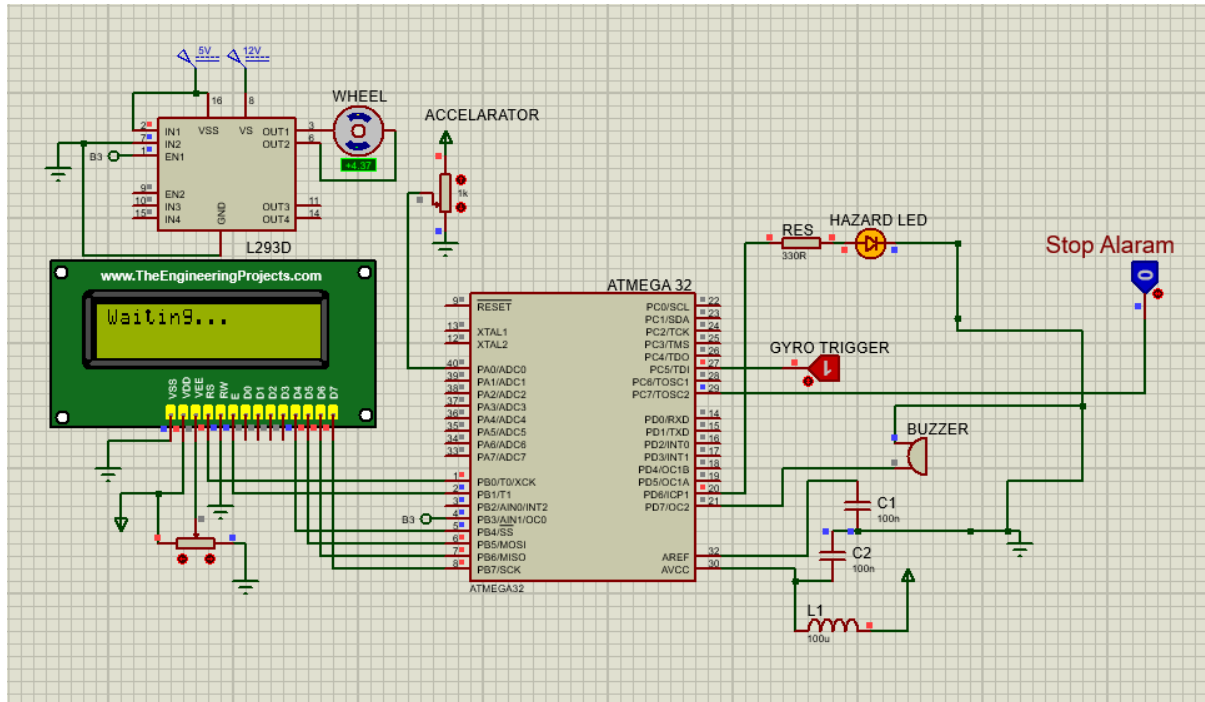 5V 12V
16 8
WHEEL
ACCELARATOR
2 IN1 VSS VS OUT1 3
7 IN2 OUT2 6
B3 1 EN1
+4.37
1k
9 EN2
10 IN3 OUT3 11
15 IN4 GND OUT4 14
L293D
RES HAZARD LED
330R
Stop Alaram
0
www.TheEngineeringProjects.com
Waiting...
VSS VDD VEE RS RW E D0 D1 D2 D3 D4 D5 D6 D7
ATMEGA 32
9 RESET PC0/SCL 22
PC1/SDA 23
13 XTAL1 PC2/TCK 24
12 XTAL2 PC3/TMS 25
PC4/TDO 26
GYRO TRIGGER
1
40 PA0/ADC0 PC5/TDI 27
39 PA1/ADC1 PC6/TOSC1 28
38 PA2/ADC2 PC7/TOSC2 29
37 PA3/ADC3
36 PA4/ADC4 PD0/RXD 14
35 PA5/ADC5 PD1/TXD 15
34 PA6/ADC6 PD2/INT0 16
33 PA7/ADC7 PD3/INT1 17
PD4/OC1B 18
BUZZER
1 PB0/T0/XCK PD5/OC1A 19
2 PB1/T1 PD6/ICP1 20
3 PB2/AIN0/INT2 PD7/OC2 21
B3 4 PB3/AIN1/OC0
5 PB4/SS
6 PB5/MOSI
7 PB6/MISO AREF 32
8 PB7/SCK AVCC 30
ATMEGA32
C1
100n
C2
100n
L1
100u